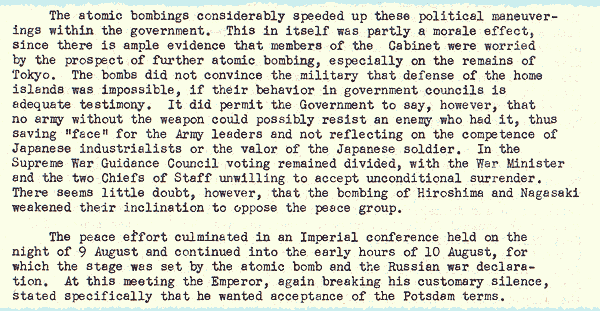 The atomic bombings considerably speeded up these political maneuver-
ings within the government. This in itself was partly a morale effect,
since there is ample evidence that members of the Cabinet were worried
by the prospect of further atomic bombing, especially on the remains of
Tokyo. The bombs did not convince the military that defense of the home
islands was impossible, if their behavior in government councils is
adequate testimony. It did permit the Government to say, however, that
no army without the weapon could possibly resist an enemy who had it, thus
saving "face" for the Army leaders and not reflecting on the competence of
Japanese industrialists or the valor of the Japanese soldier. In the
Supreme War Guidance Council voting remained divided, with the War Minister
and the two Chiefs of Staff unwilling to accept unconditional surrender.
There seems little doubt, however, that the bombing of Hiroshima and Nagasaki
weakened their inclination to oppose the peace group.
The peace effort culminated in an Imperial conference held on the
night of 9 August and continued into the early hours of 10 August, for
which the stage was set by the atomic bomb and the Russian war declara-
tion. At this meeting the Emperor, again breaking his customary silence,
stated specifically that he wanted acceptance of the Potsdam terms.